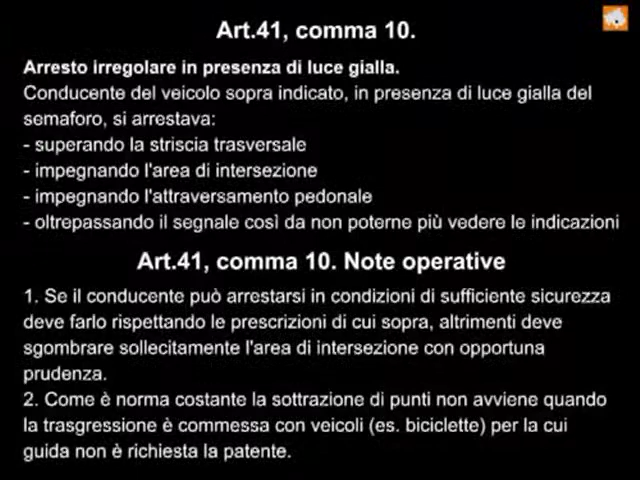 Art.41, comma 10.
Arresto irregolare in presenza di luce gialla.
Conducente del veicolo sopra indicato, in presenza di luce gialla del
semaforo, si arrestava:
- superando la striscia trasversale
- impegnando l'area di intersezione
- impegnando l'attraversamento pedonale
- oltrepassando il segnale così da non poterne più vedere le indicazioni
Art.41, comma 10. Note operative
1. Se il conducente può arrestarsi in condizioni di sufficiente sicurezza
deve farlo rispettando le prescrizioni di cui sopra, altrimenti deve
sgombrare sollecitamente l'area di intersezione con opportuna
prudenza.
2. Come è norma costante la sottrazione di punti non avviene quando
la trasgressione è commessa con veicoli (es. biciclette) per la cui
guida non è richiesta la patente.